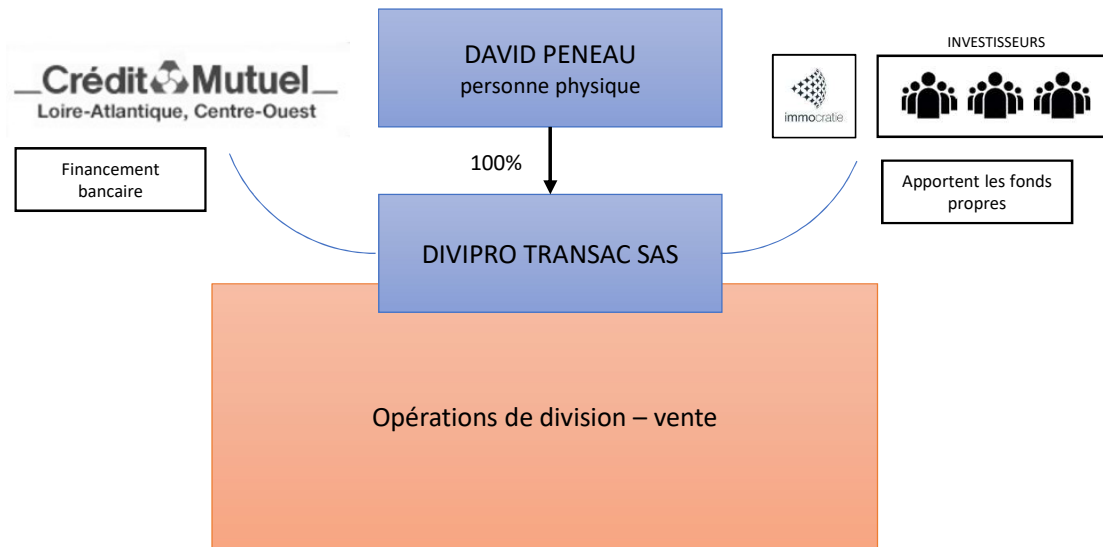 Crédit Mutuel
Loire-Atlantique, Centre-Ouest
Financement
bancaire
DAVID PENEAU
personne physique
100%
INVESTISSEURS
immocratie
Apportent les fonds
propres
DIVIPRO TRANSAC SAS
Opérations de division – vente